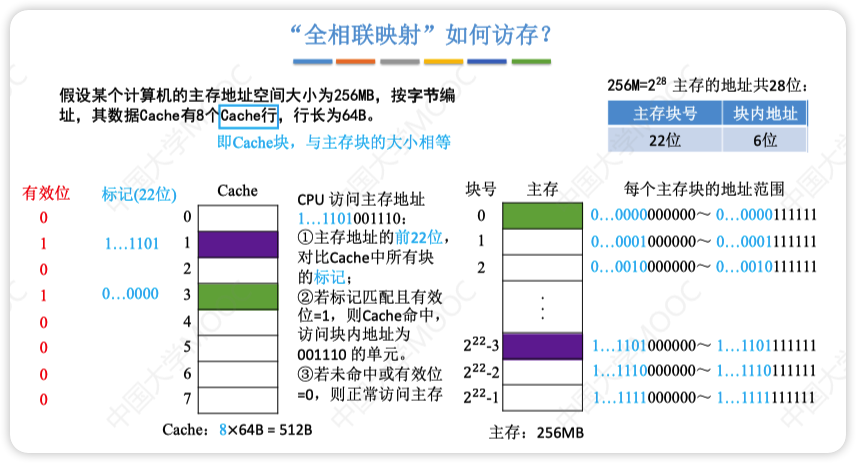 “全相联映射”如何访存？
假设某个计算机的主存地址空间大小为256MB，按字节编
址，其数据Cache有8个Cache行，行长为64B。
即Cache块，与主存块的大小相等
256M=2²⁸ 主存的地址共28位：
主存块号 块内地址
22位 6位
有效位 标记(22位) Cache
0 0
1 1…1101 1
0 2
1 0…0000 3
0 4
0 5
0 6
0 7
Cache：8×64B = 512B
CPU 访问主存地址
1…1101001110：
①主存地址的前22位，
对比Cache中所有块
的标记；
②若标记匹配且有效
位=1，则Cache命中，
访问块内地址为
001110 的单元。
③若未命中或有效位
=0，则正常访问主存
块号 主存 每个主存块的地址范围
0 0…0000000000～ 0…0000111111
1 0…0001000000～ 0…0001111111
2 0…0010000000～ 0…0010111111
⋮
2²²-3 1…1101000000～ 1…1101111111
2²²-2 1…1110000000～ 1…1110111111
2²²-1 1…1111000000～ 1…1111111111
主存：256MB
中国大学MOOC